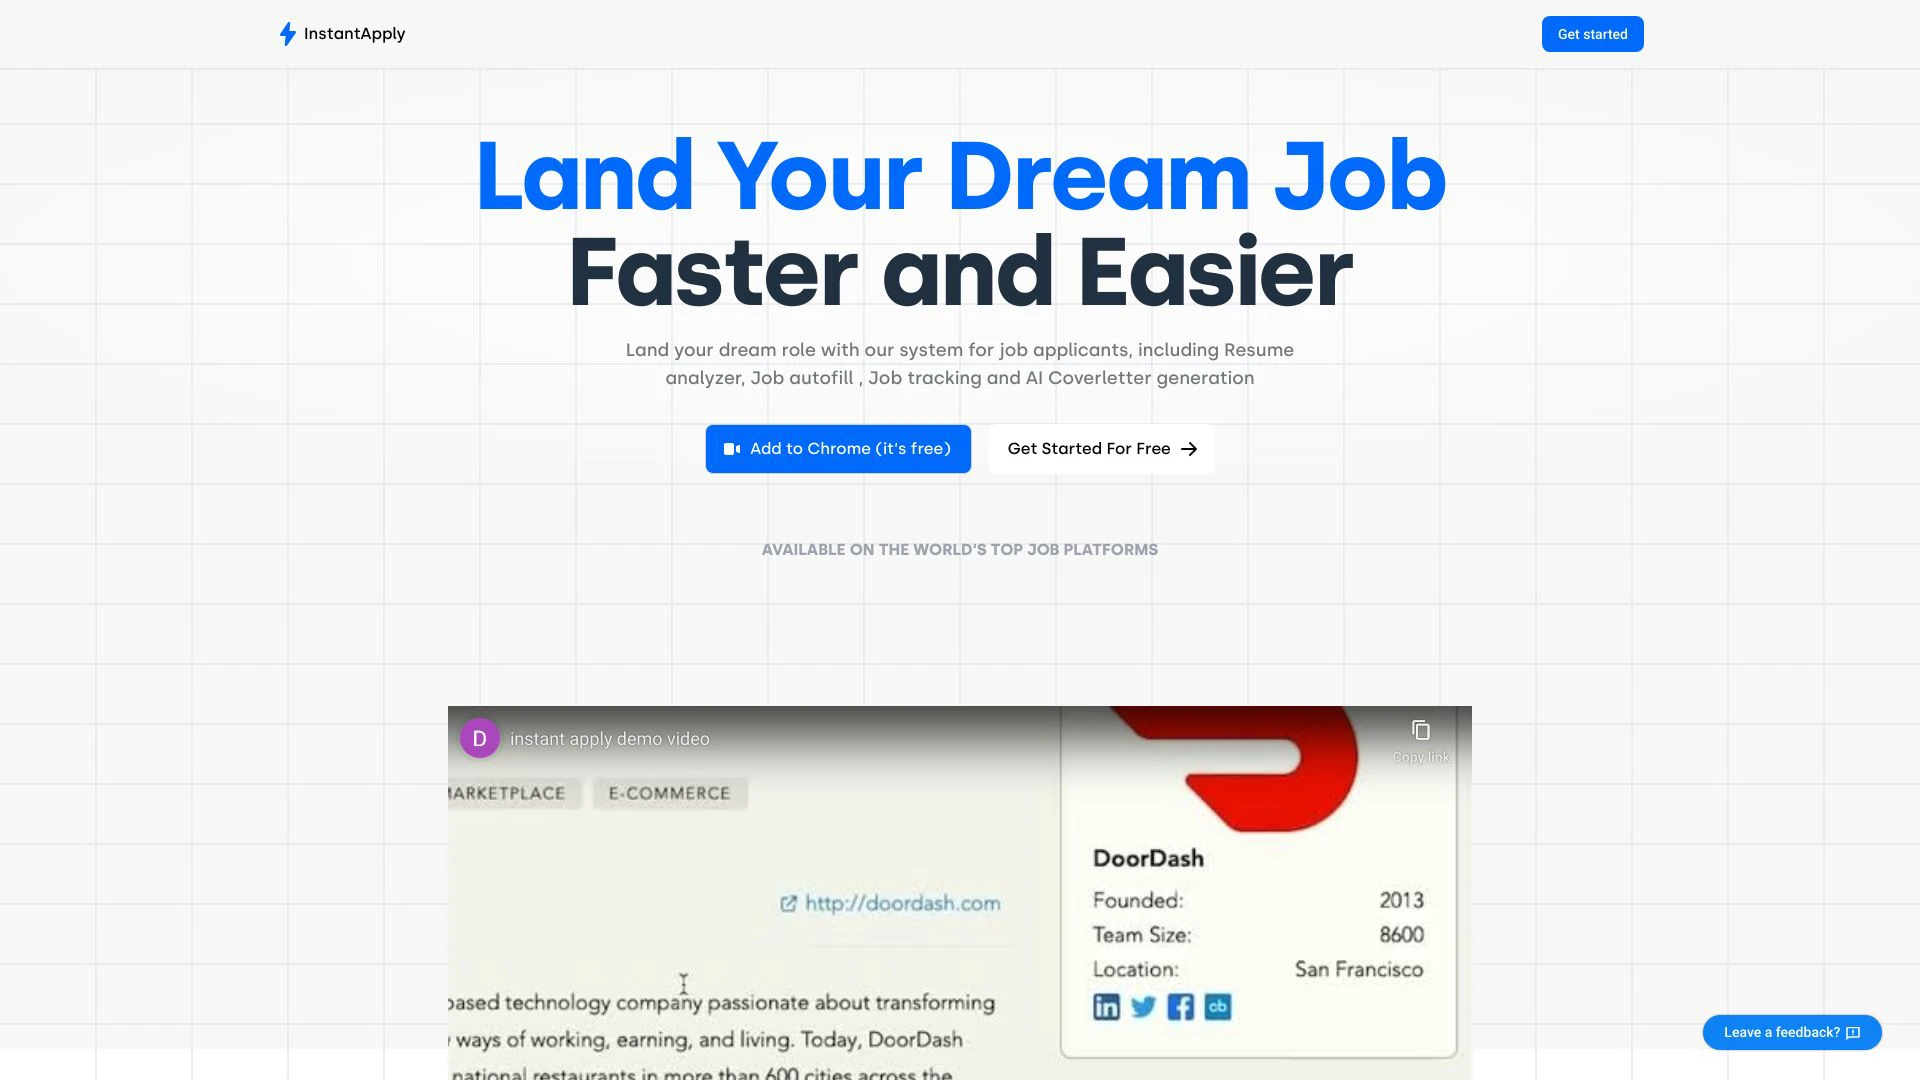 InstantApply
Get started
Land Your Dream Job
Faster and Easier
Land your dream role with our system for job applicants, including Resume
analyzer, Job autofill , Job tracking and AI Coverletter generation
Add to Chrome (it's free)
Get Started For Free
AVAILABLE ON THE WORLD'S TOP JOB PLATFORMS
D
instant apply demo video
Copy link
MARKETPLACE
E-COMMERCE
http://doordash.com
DoorDash
Founded: 2013
Team Size: 8600
Location: San Francisco
in
f
cb
based technology company passionate about transforming
ways of working, earning, and living. Today, DoorDash
national restaurants in more than 600 cities across the
Leave a feedback?